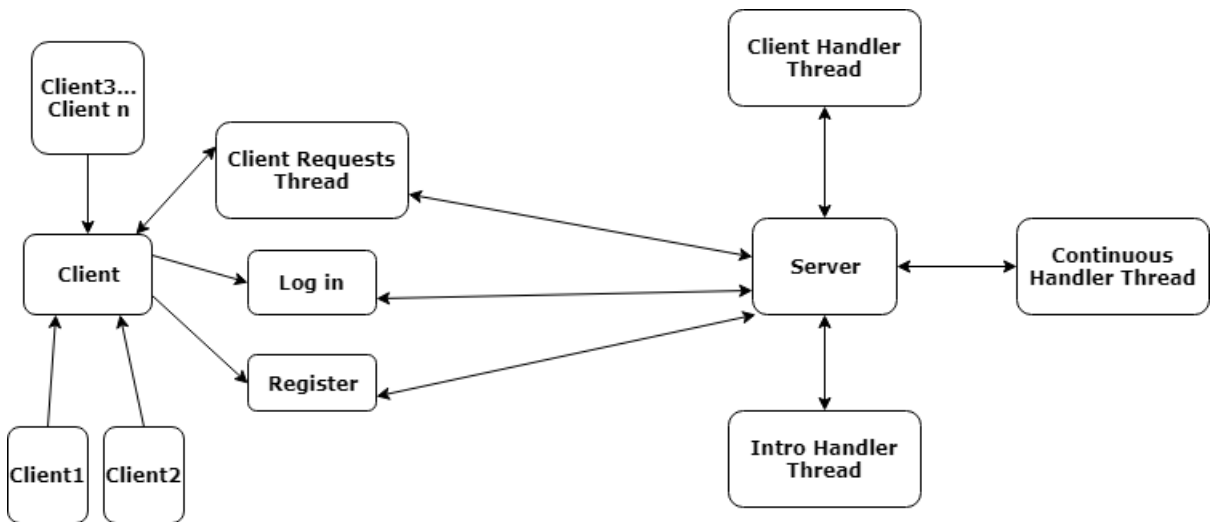 Client3...
Client n
Client Requests
Thread
Client
Log in
Register
Client1
Client2
Client Handler
Thread
Server
Continuous
Handler Thread
Intro Handler
Thread